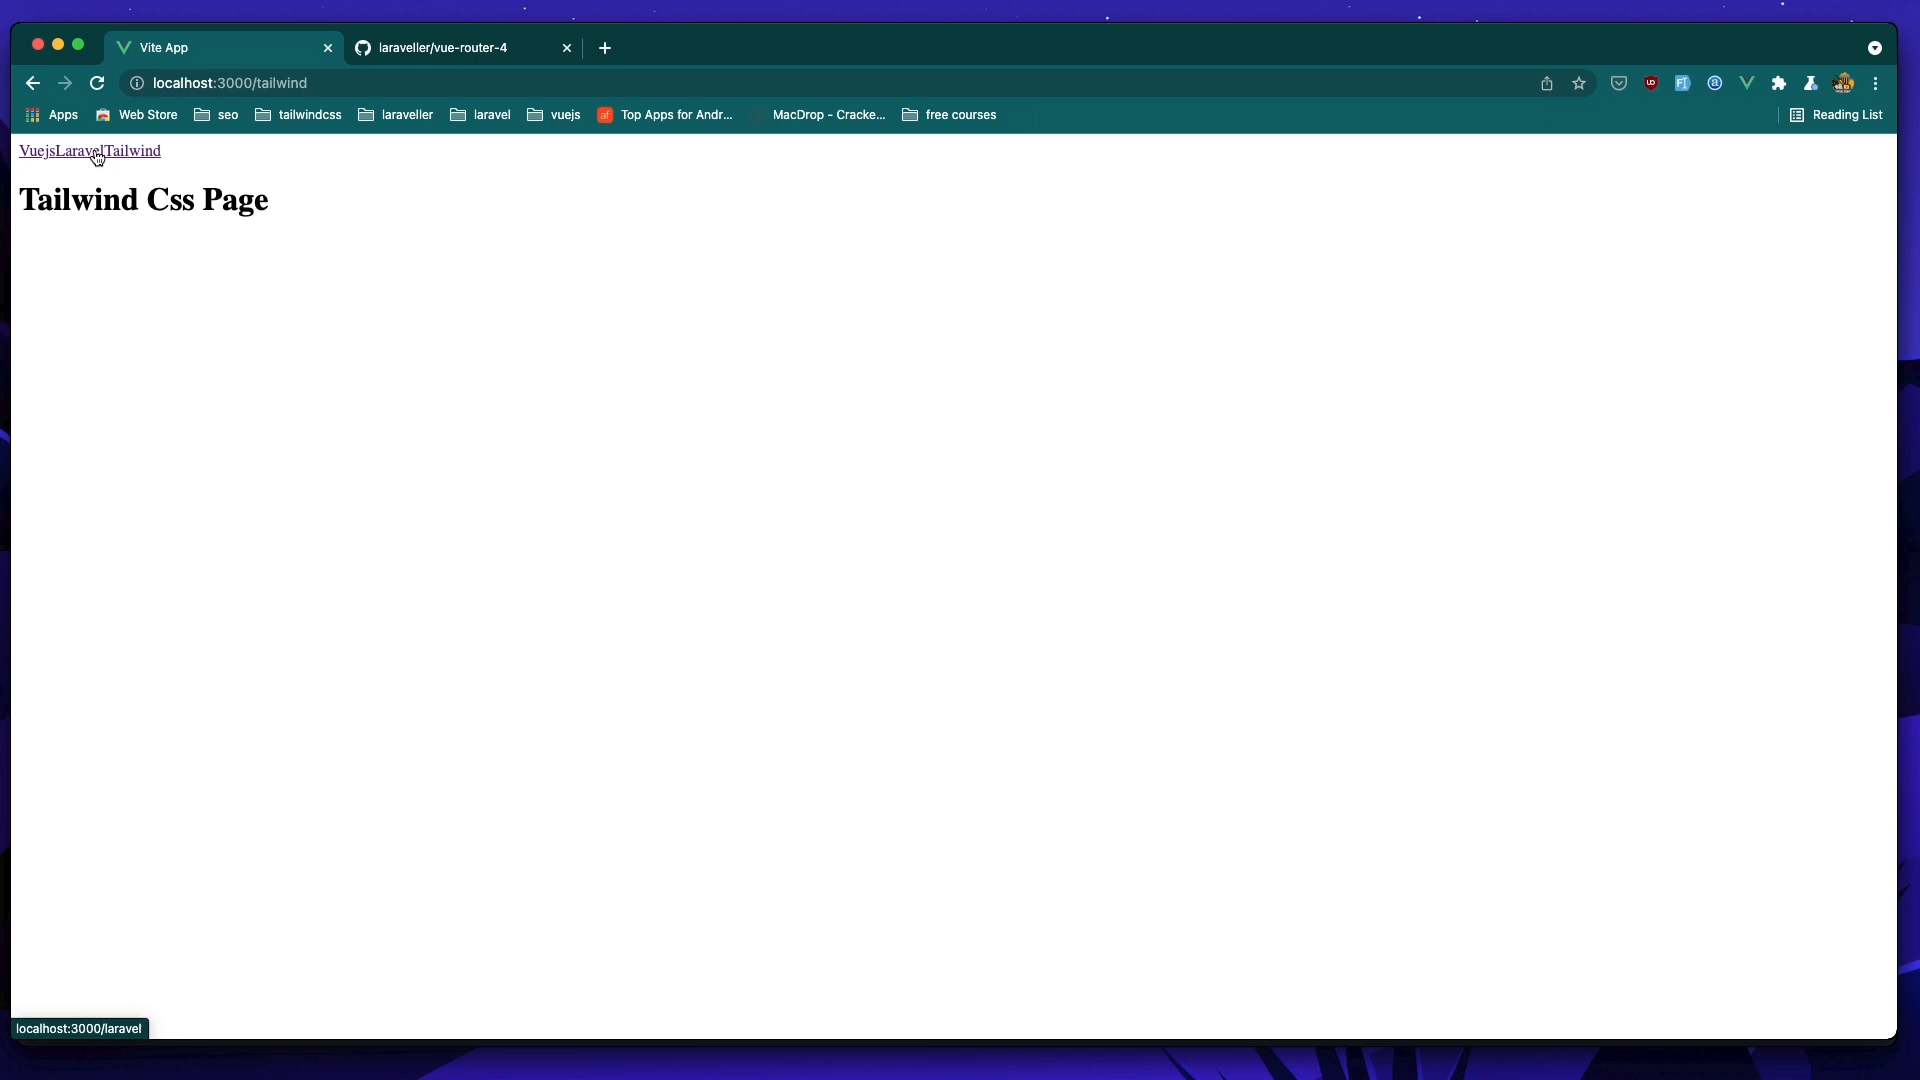 Vite App
laraveller/vue-router-4
localhost:3000/tailwind
Apps Web Store seo tailwindcss laraveller laravel vuejs Top Apps for Andr... MacDrop - Cracke... free courses Reading List
VuejsLaravelTailwind
Tailwind Css Page
localhost:3000/laravel